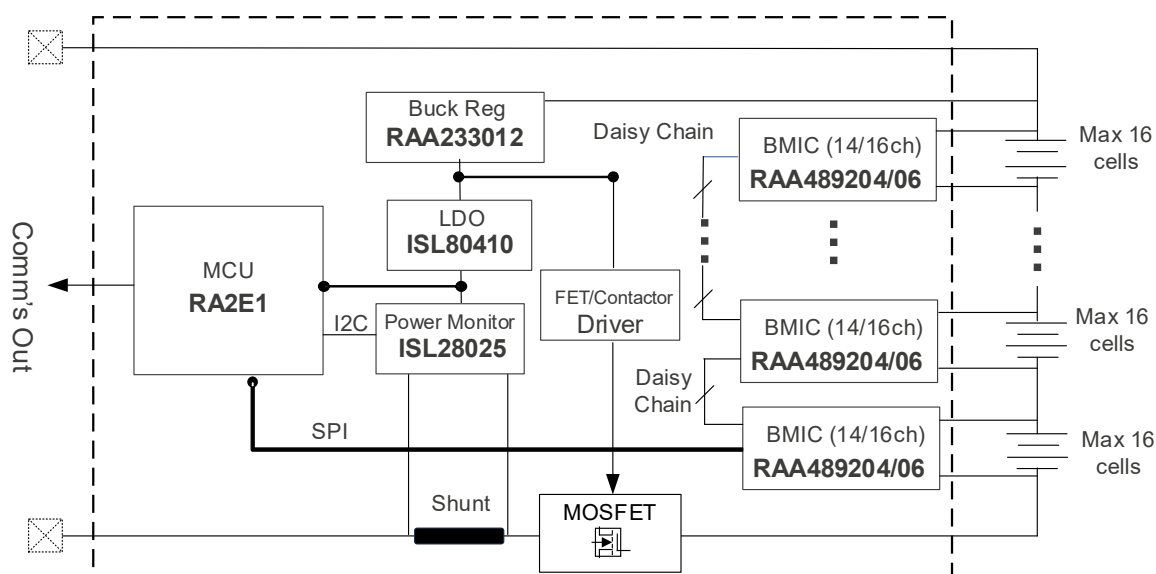 Buck Reg
RAA233012
Daisy Chain
BMIC (14/16ch)
RAA489204/06
Max 16
cells
LDO
ISL80410
MCU
RA2E1
Comm's Out
FET/Contactor
Driver
I2C
Power Monitor
ISL28025
BMIC (14/16ch)
RAA489204/06
Max 16
cells
Daisy
Chain
SPI
BMIC (14/16ch)
RAA489204/06
Max 16
cells
Shunt
MOSFET